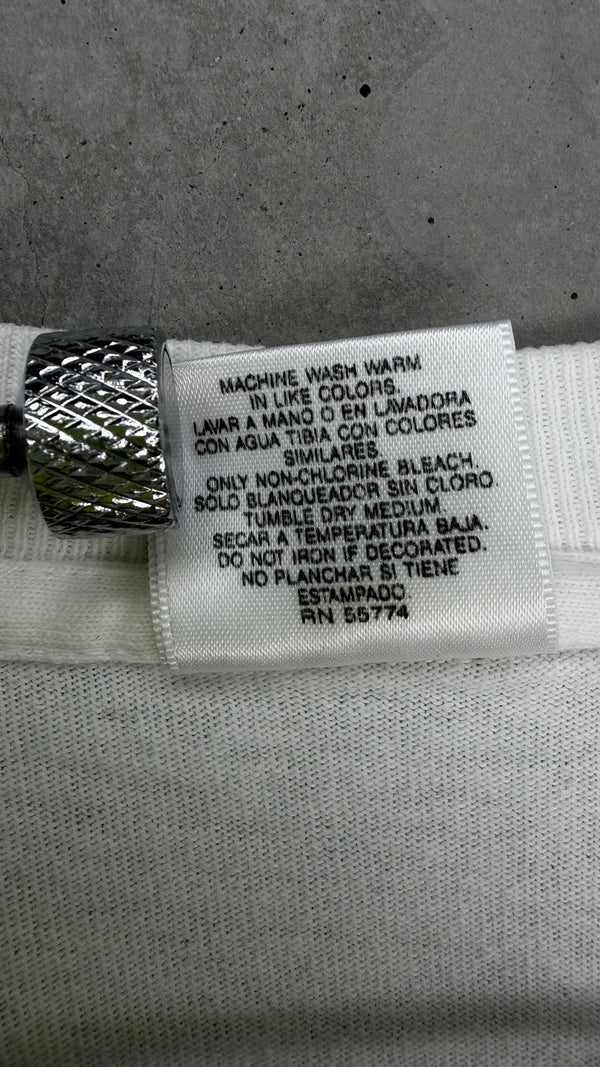 MACHINE WASH WARM
IN LIKE COLORS.
LAVAR A MANO O EN LAVADORA
CON AGUA TIBIA CON COLORES
SIMILARES.
ONLY NON-CHLORINE BLEACH.
SOLO BLANQUEADOR SIN CLORO.
TUMBLE DRY MEDIUM.
SECAR A TEMPERATURA BAJA.
DO NOT IRON IF DECORATED.
NO PLANCHAR SI TIENE
ESTAMPADO.
RN 55774